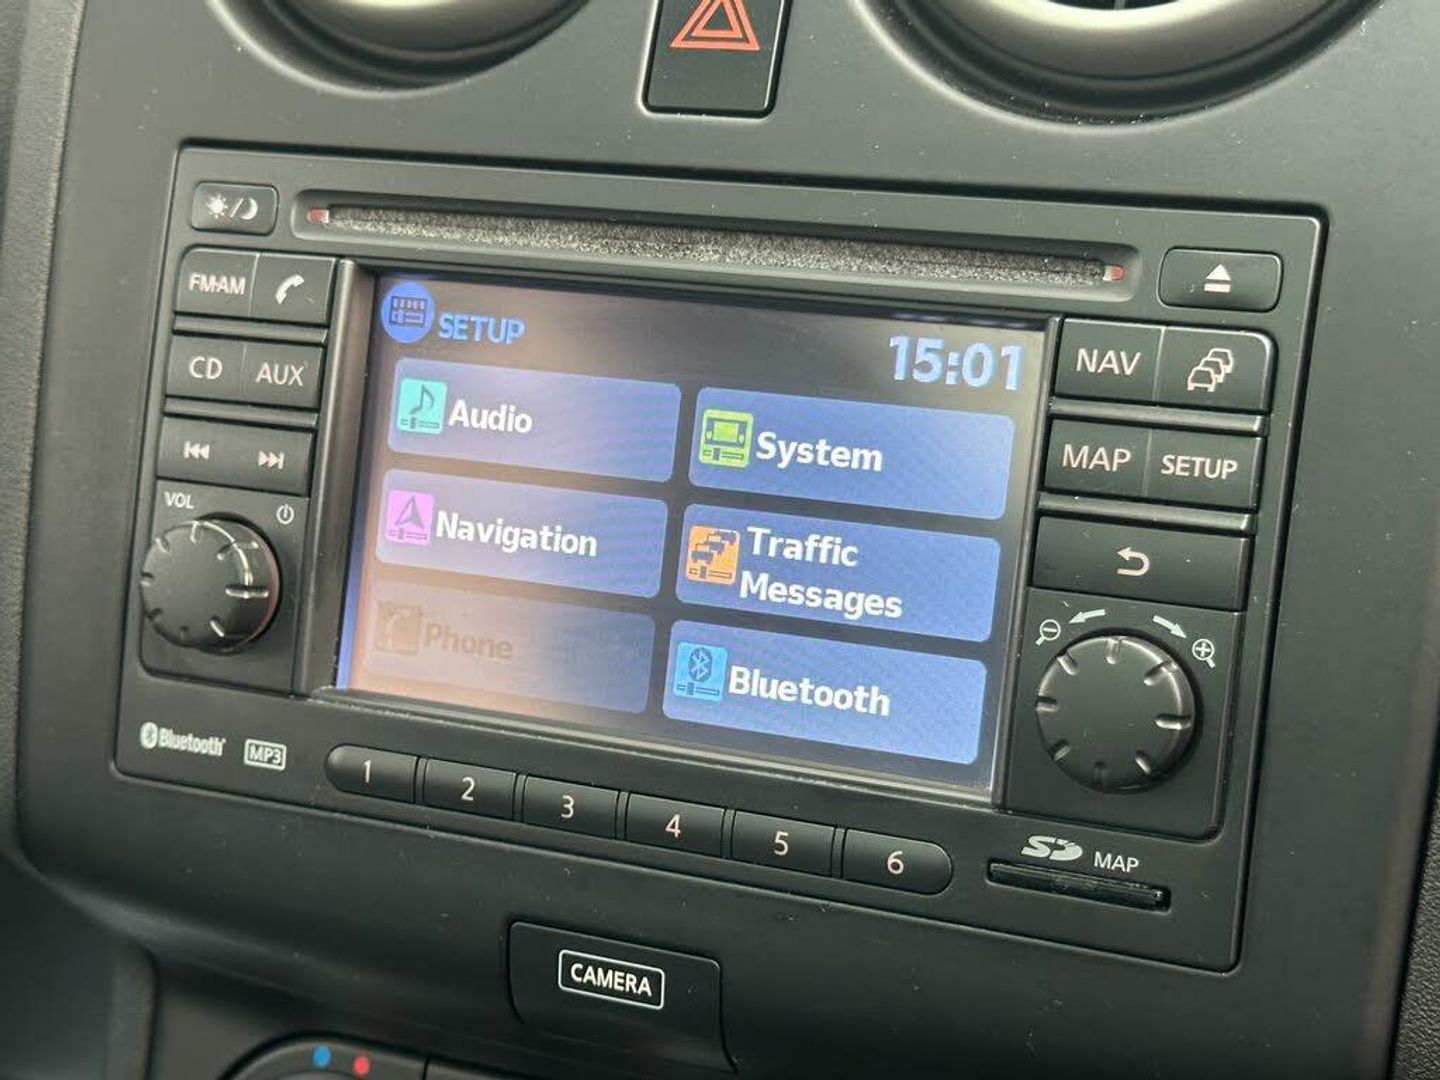 FM·AM
CD AUX
VOL
SETUP
15:01
Audio
System
Navigation
Traffic
Messages
Phone
Bluetooth
NAV
MAP SETUP
Bluetooth
MP3
1 2 3 4 5 6
SD MAP
CAMERA